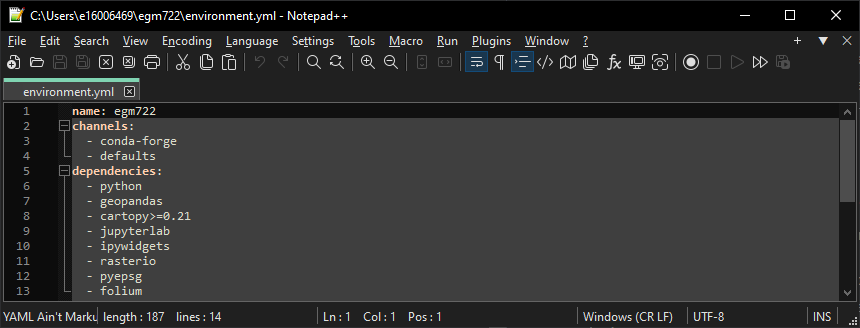 C:\Users\e16006469\egm722\environment.yml - Notepad++
File Edit Search View Encoding Language Settings Tools Macro Run Plugins Window ?
environment.yml
1 name: egm722
2 channels:
3 - conda-forge
4 - defaults
5 dependencies:
6 - python
7 - geopandas
8 - cartopy>=0.21
9 - jupyterlab
10 - ipywidgets
11 - rasterio
12 - pyepsg
13 - folium
YAML Ain't Marku length : 187 lines : 14 Ln : 1 Col : 1 Pos : 1 Windows (CR LF) UTF-8 INS